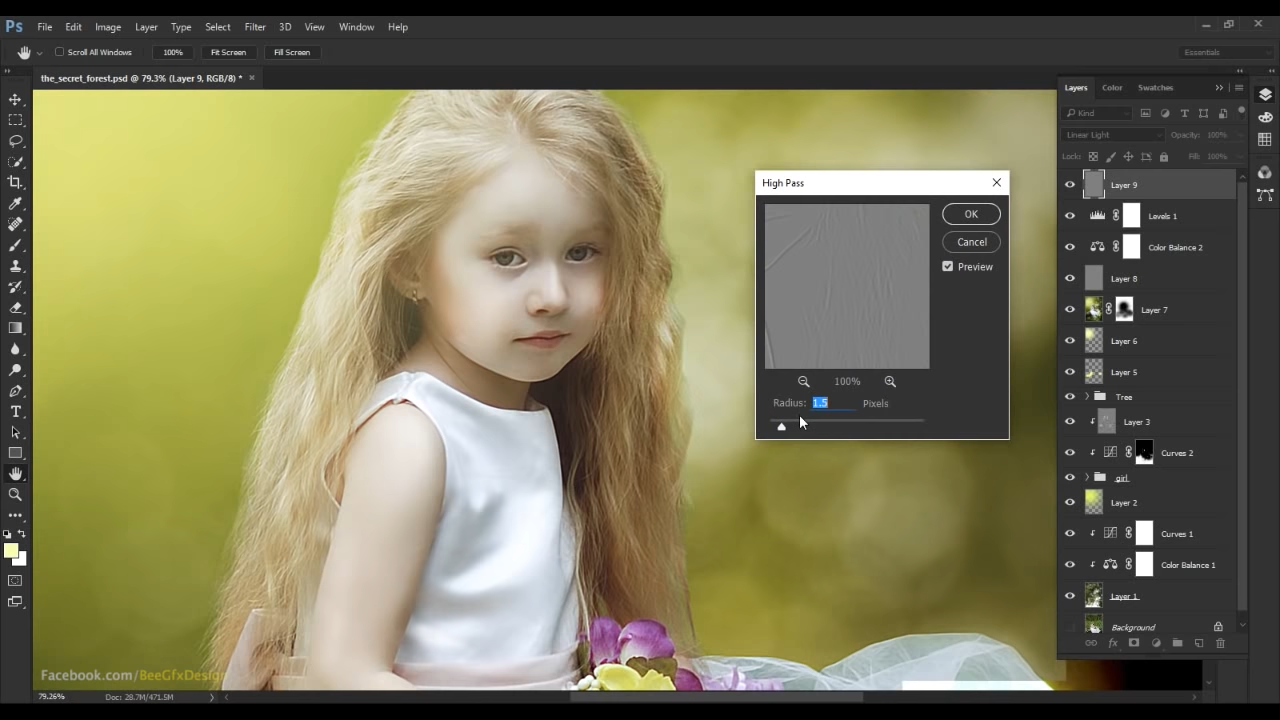 Ps File Edit Image Layer Type Select Filter 3D View Window Help
Scroll All Windows 100% Fit Screen Fill Screen Essentials
the_secret_forest.psd @ 79.3% (Layer 9, RGB/8) * ×
Layers Color Swatches
Kind
Linear Light Opacity: 100%
Lock: Fill: 100%
Layer 9
Levels 1
Color Balance 2
Layer 8
Layer 7
Layer 6
Layer 5
Tree
Layer 3
Curves 2
girl
Layer 2
Curves 1
Color Balance 1
Layer 1
Background
High Pass
OK
Cancel
Preview
100%
Radius: 1.5 Pixels
Facebook.com/BeeGfxDesign
79.26% Doc: 28.7M/471.5M